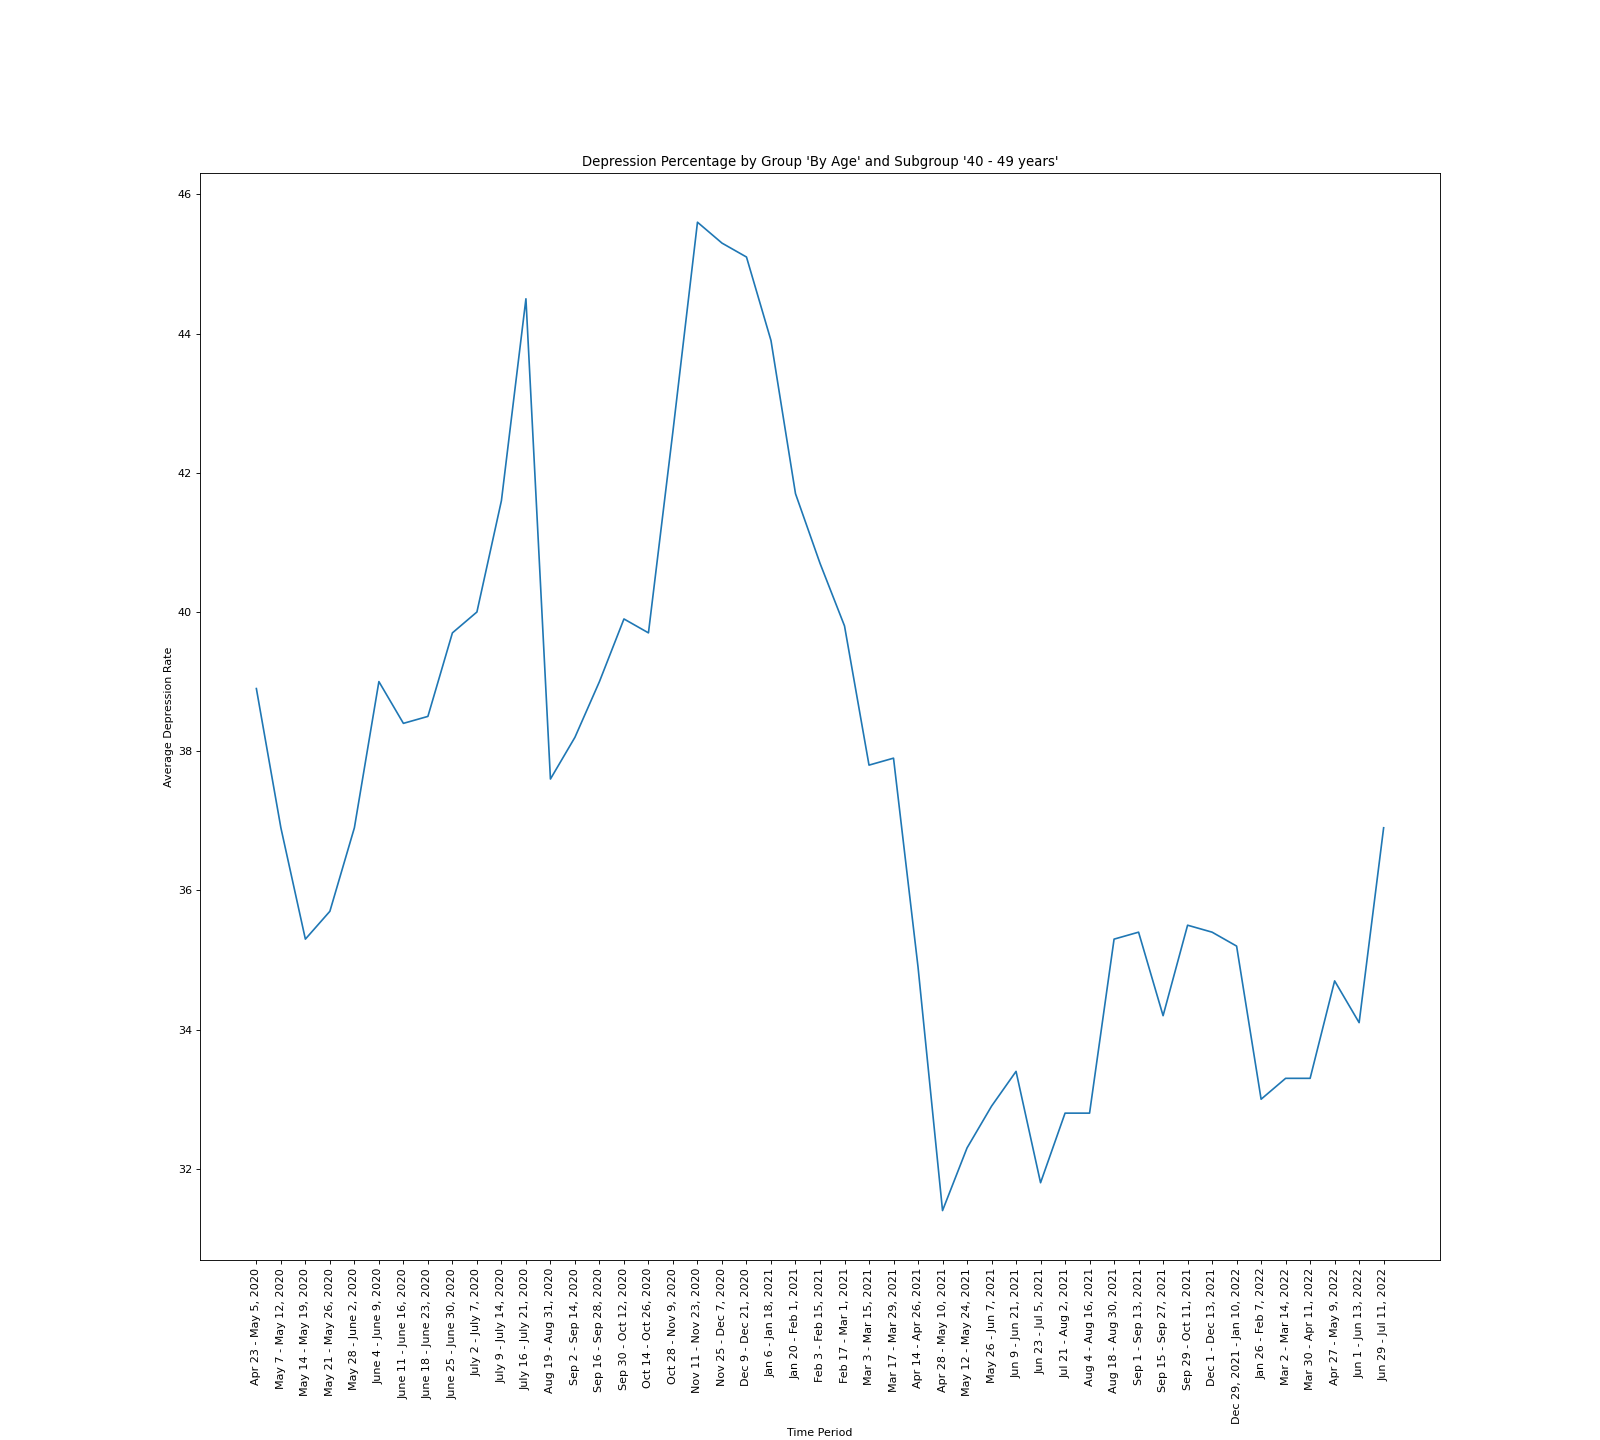 Depression Percentage by Group 'By Age' and Subgroup '40 - 49 years'
46
44
42
40
38
36
34
32
Average Depression Rate
Apr 23 - May 5, 2020
May 7 - May 12, 2020
May 14 - May 19, 2020
May 21 - May 26, 2020
May 28 - June 2, 2020
June 4 - June 9, 2020
June 11 - June 16, 2020
June 18 - June 23, 2020
June 25 - June 30, 2020
July 2 - July 7, 2020
July 9 - July 14, 2020
July 16 - July 21, 2020
Aug 19 - Aug 31, 2020
Sep 2 - Sep 14, 2020
Sep 16 - Sep 28, 2020
Sep 30 - Oct 12, 2020
Oct 14 - Oct 26, 2020
Oct 28 - Nov 9, 2020
Nov 11 - Nov 23, 2020
Nov 25 - Dec 7, 2020
Dec 9 - Dec 21, 2020
Jan 6 - Jan 18, 2021
Jan 20 - Feb 1, 2021
Feb 3 - Feb 15, 2021
Feb 17 - Mar 1, 2021
Mar 3 - Mar 15, 2021
Mar 17 - Mar 29, 2021
Apr 14 - Apr 26, 2021
Apr 28 - May 10, 2021
May 12 - May 24, 2021
May 26 - Jun 7, 2021
Jun 9 - Jun 21, 2021
Jun 23 - Jul 5, 2021
Jul 21 - Aug 2, 2021
Aug 4 - Aug 16, 2021
Aug 18 - Aug 30, 2021
Sep 1 - Sep 13, 2021
Sep 15 - Sep 27, 2021
Sep 29 - Oct 11, 2021
Dec 1 - Dec 13, 2021
Dec 29, 2021 - Jan 10, 2022
Jan 26 - Feb 7, 2022
Mar 2 - Mar 14, 2022
Mar 30 - Apr 11, 2022
Apr 27 - May 9, 2022
Jun 1 - Jun 13, 2022
Jun 29 - Jul 11, 2022
Time Period